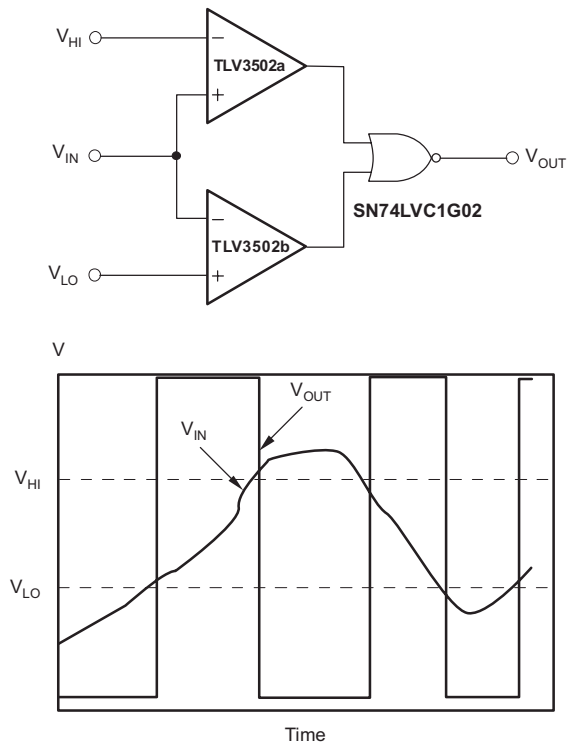 V_HI
−
TLV3502a
+
V_IN
V_OUT
SN74LVC1G02
−
TLV3502b
V_LO
+
V
V_OUT
V_IN
V_HI
V_LO
Time